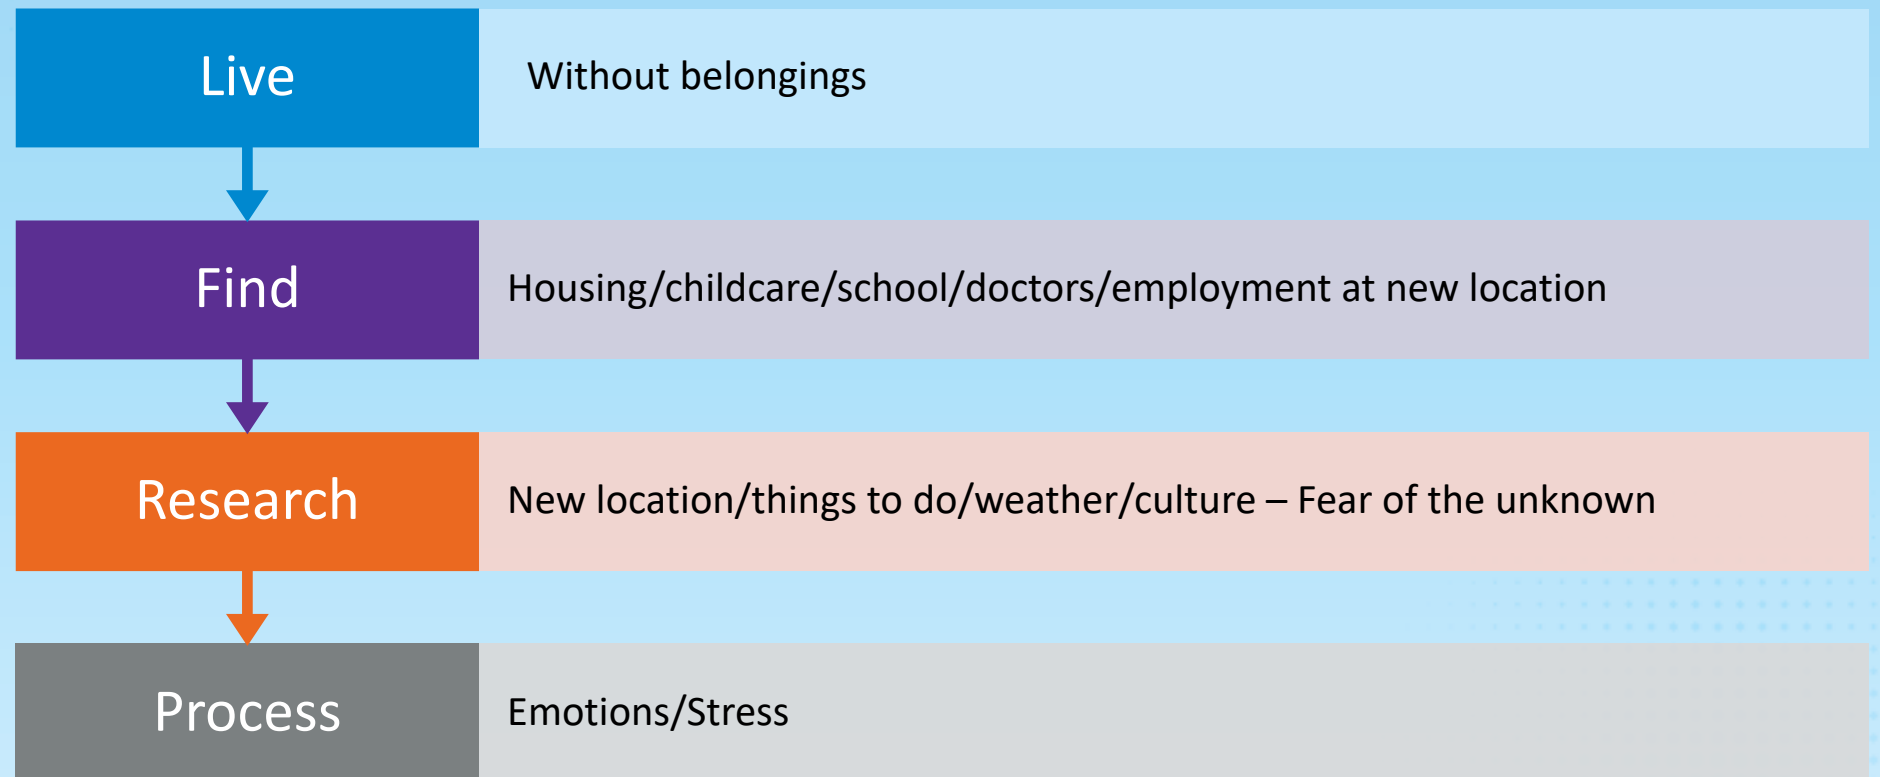 Live
Without belongings
Find
Housing/childcare/school/doctors/employment at new location
Research
New location/things to do/weather/culture – Fear of the unknown
Process
Emotions/Stress